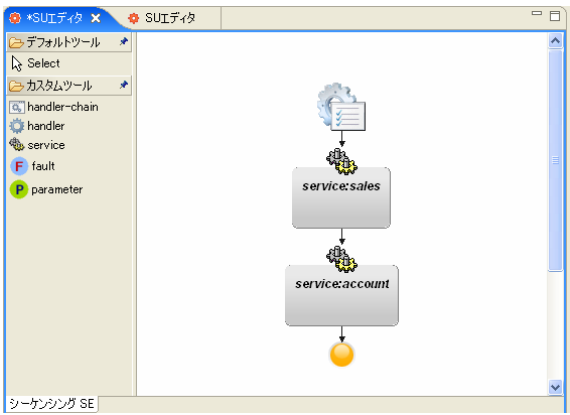 *SUエディタ
SUエディタ
デフォルトツール
Select
カスタムツール
handler-chain
handler
service
F fault
P parameter
service:sales
service:account
シーケンシング SE